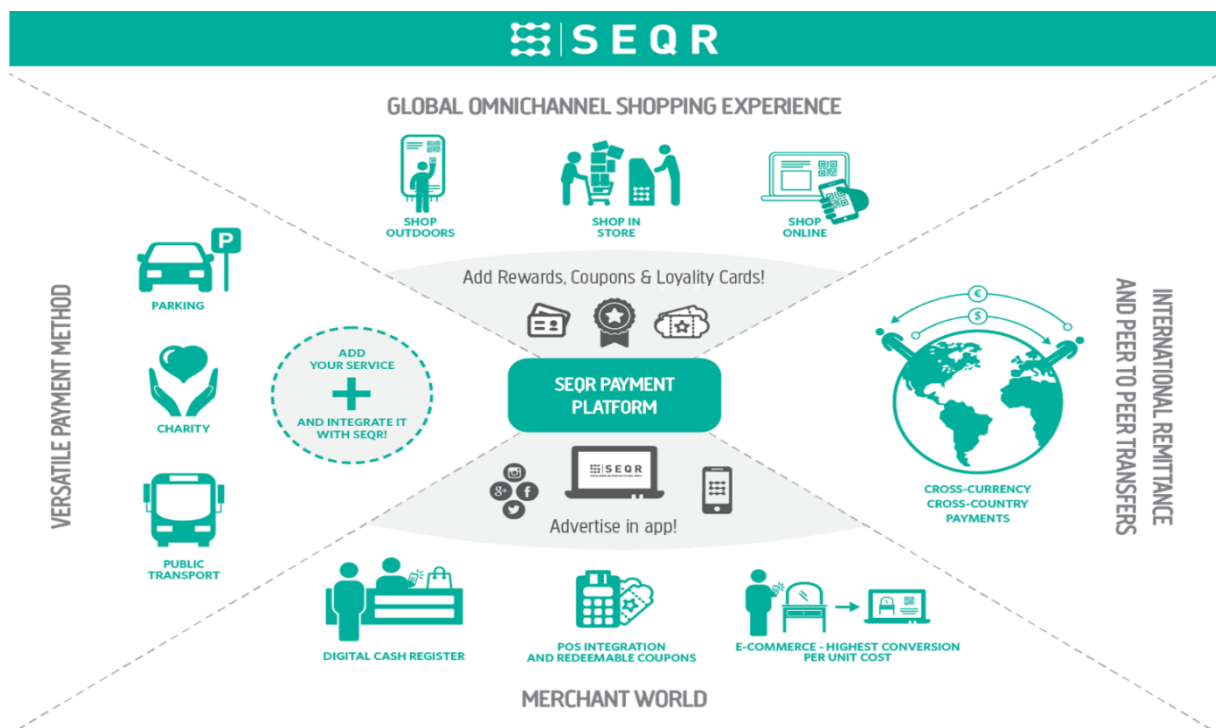 SEQR
GLOBAL OMNICHANNEL SHOPPING EXPERIENCE
SHOP
OUTDOORS
SHOP IN
STORE
SHOP
ONLINE
Add Rewards, Coupons & Loyality Cards!
VERSATILE PAYMENT METHOD
P
PARKING
CHARITY
PUBLIC
TRANSPORT
ADD
YOUR SERVICE
+
AND INTEGRATE IT
WITH SEQR!
SEQR PAYMENT
PLATFORM
€
$
CROSS-CURRENCY
CROSS-COUNTRY
PAYMENTS
INTERNATIONAL REMITTANCE
AND PEER TO PEER TRANSFERS
SEQR
g+
f
Advertise in app!
DIGITAL CASH REGISTER
POS INTEGRATION
AND REDEEMABLE COUPONS
E-COMMERCE - HIGHEST CONVERSION
PER UNIT COST
MERCHANT WORLD